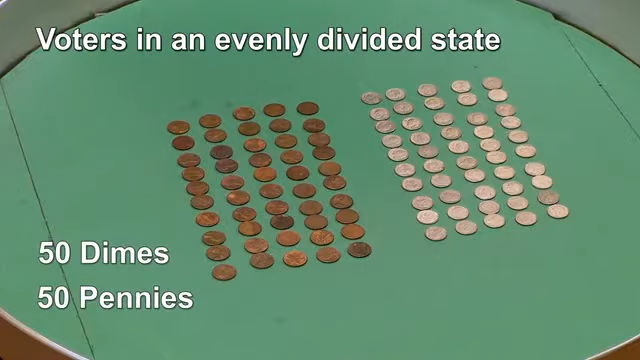 Voters in an evenly divided state
50 Dimes
50 Pennies